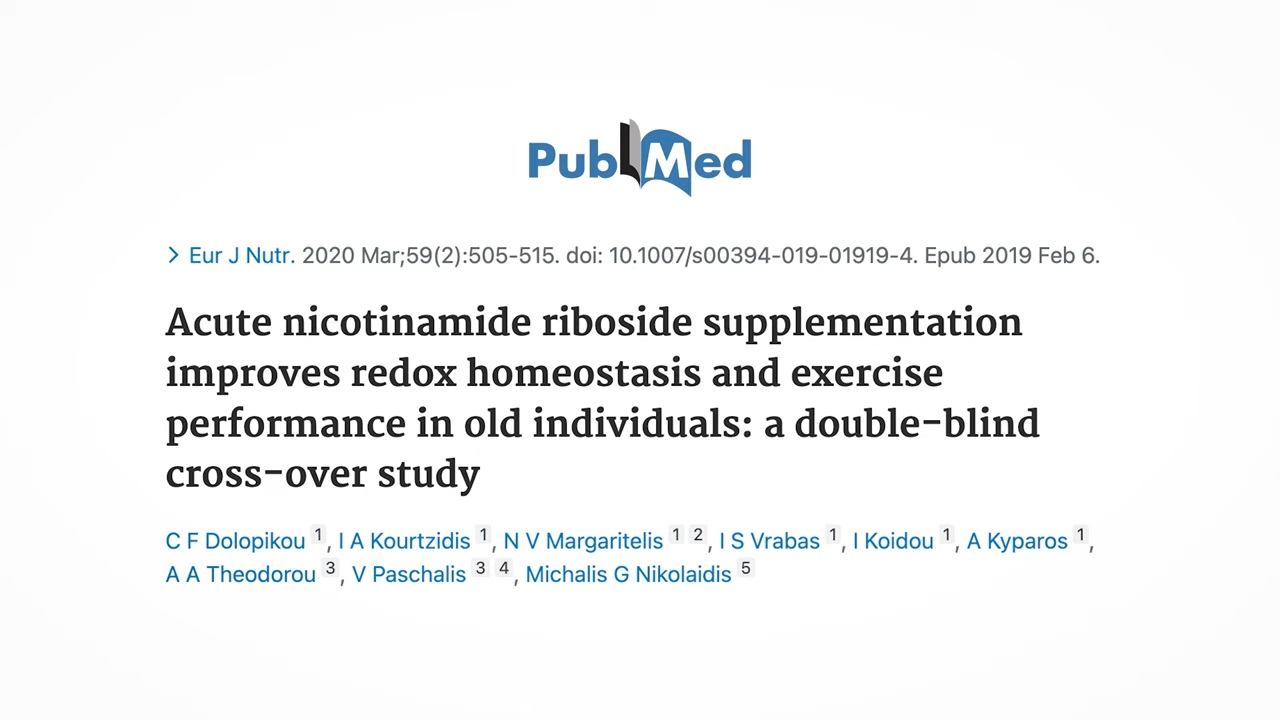 PubMed
> Eur J Nutr. 2020 Mar;59(2):505-515. doi: 10.1007/s00394-019-01919-4. Epub 2019 Feb 6.
Acute nicotinamide riboside supplementation
improves redox homeostasis and exercise
performance in old individuals: a double-blind
cross-over study
C F Dolopikou 1, I A Kourtzidis 1, N V Margaritelis 1 2, I S Vrabas 1, I Koidou 1, A Kyparos 1,
A A Theodorou 3, V Paschalis 3 4, Michalis G Nikolaidis 5